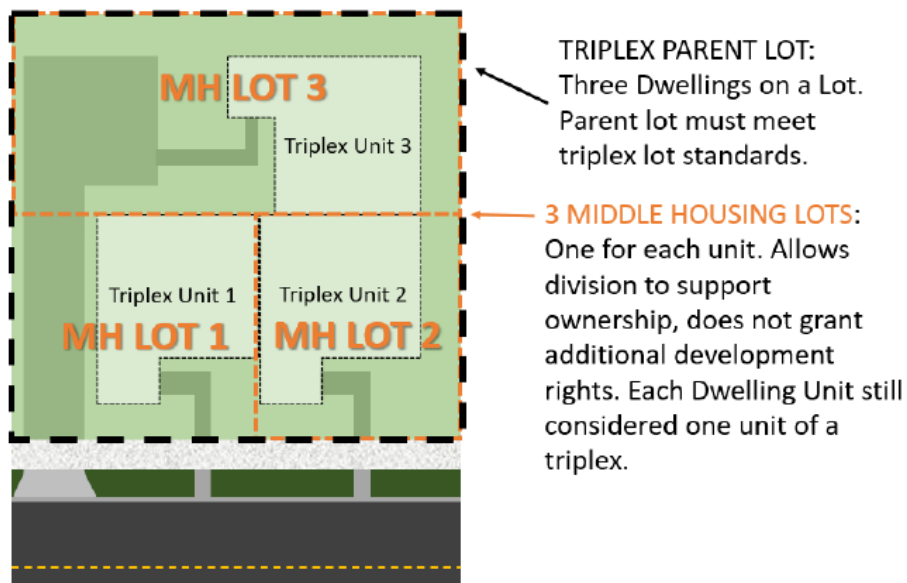 MH LOT 3
Triplex Unit 3
Triplex Unit 1
Triplex Unit 2
MH LOT 1
MH LOT 2
TRIPLEX PARENT LOT:
Three Dwellings on a Lot.
Parent lot must meet
triplex lot standards.
3 MIDDLE HOUSING LOTS:
One for each unit. Allows
division to support
ownership, does not grant
additional development
rights. Each Dwelling Unit still
considered one unit of a
triplex.